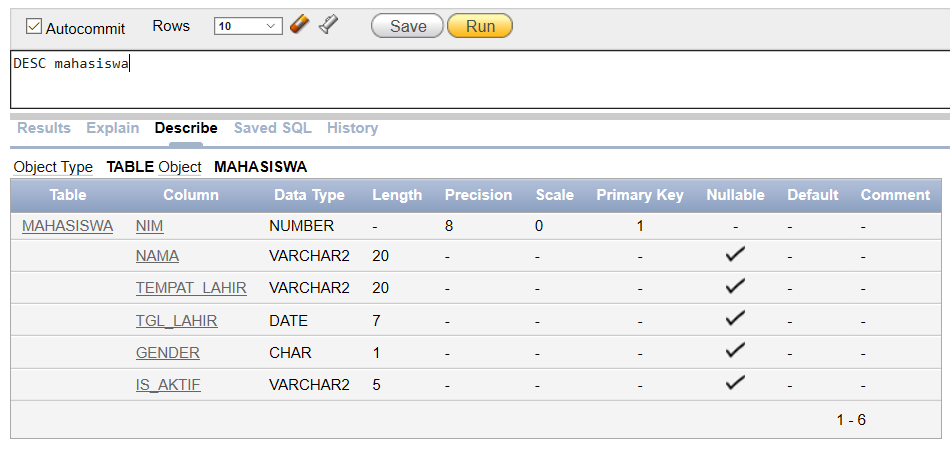 Autocommit Rows 10 Save Run
DESC mahasiswa
Results Explain Describe Saved SQL History
Object Type TABLE Object MAHASISWA
Table Column Data Type Length Precision Scale Primary Key Nullable Default Comment
MAHASISWA NIM NUMBER - 8 0 1 - - -
NAMA VARCHAR2 20 - - - - -
TEMPAT_LAHIR VARCHAR2 20 - - - - -
TGL_LAHIR DATE 7 - - - - -
GENDER CHAR 1 - - - - -
IS_AKTIF VARCHAR2 5 - - - - -
1 - 6